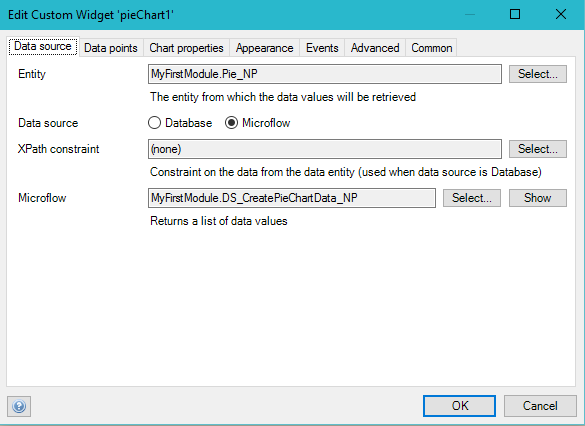 Edit Custom Widget 'pieChart1'
Data source Data points Chart properties Appearance Events Advanced Common
Entity MyFirstModule.Pie_NP Select...
The entity from which the data values will be retrieved
Data source Database Microflow
XPath constraint (none) Select...
Constraint on the data from the data entity (used when data source is Database)
Microflow MyFirstModule.DS_CreatePieChartData_NP Select... Show
Returns a list of data values
? OK Cancel